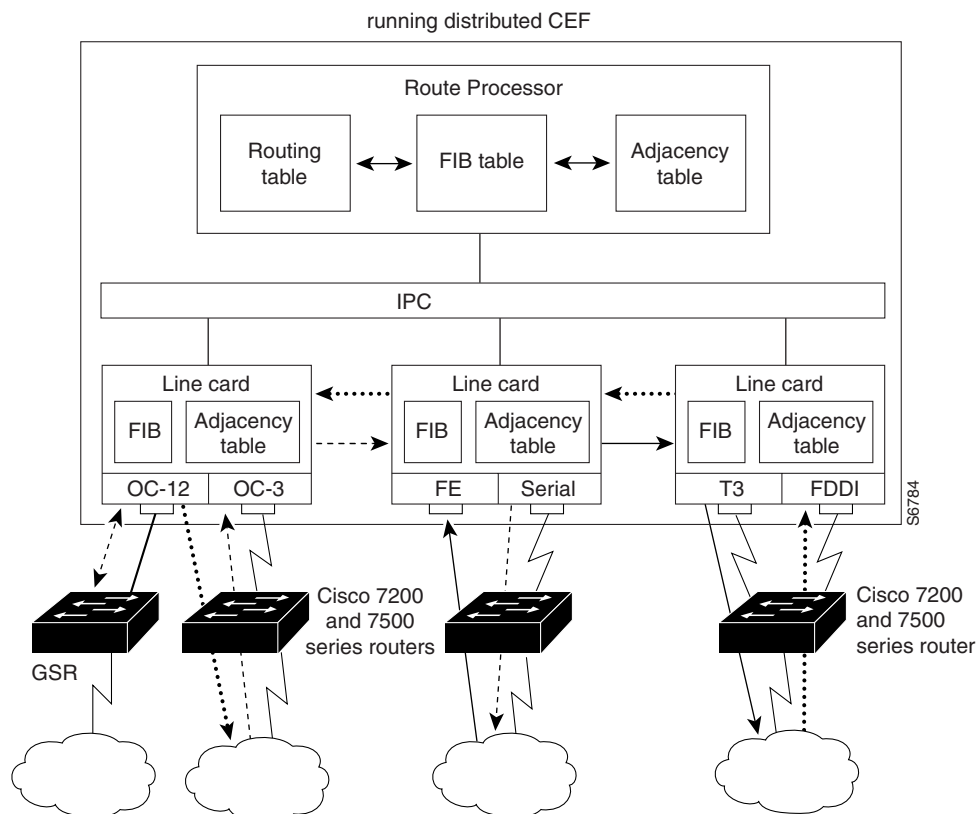 running distributed CEF
Route Processor
Routing
table
FIB table
Adjacency
table
IPC
Line card
FIB
Adjacency
table
OC-12
OC-3
Line card
FIB
Adjacency
table
FE
Serial
Line card
FIB
Adjacency
table
T3
FDDI
S6784
GSR
Cisco 7200
and 7500
series routers
Cisco 7200
and 7500
series router